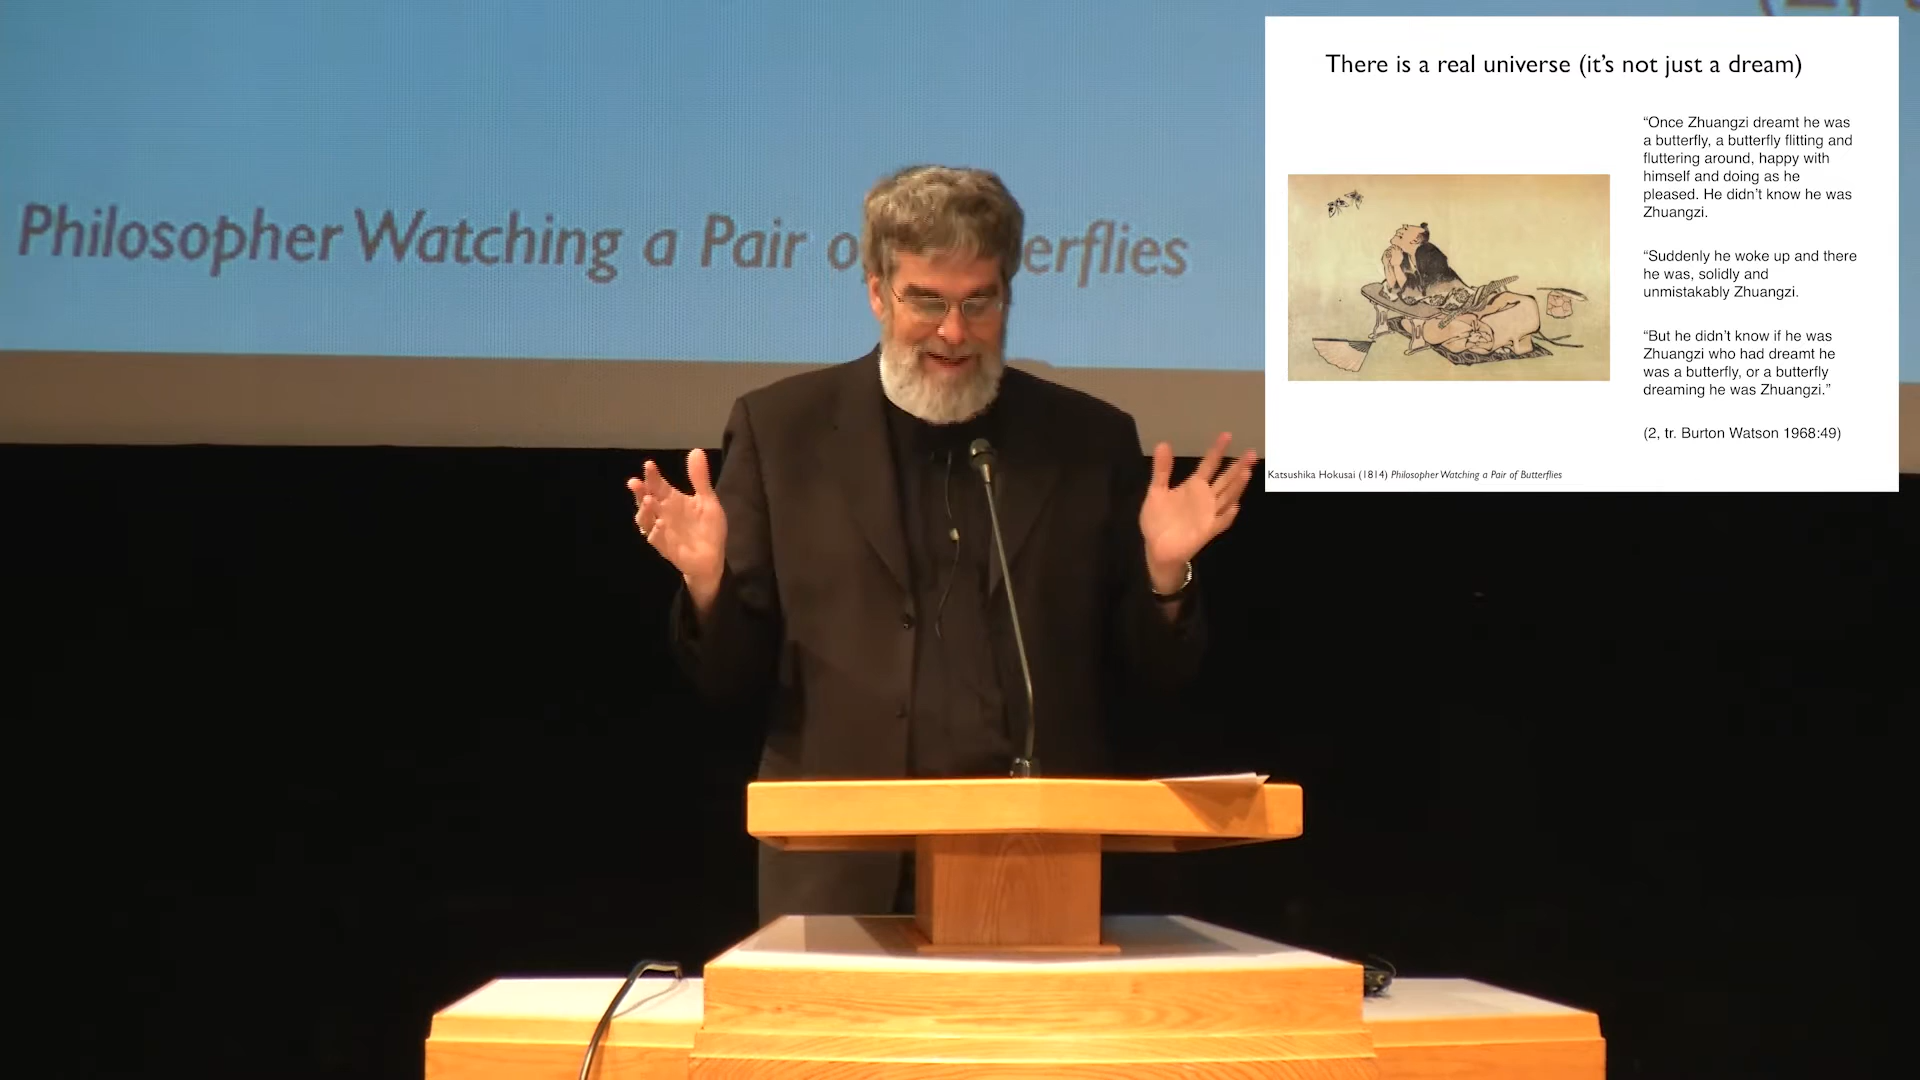 Philosopher Watching a Pair o erflies
There is a real universe (it’s not just a dream)
“Once Zhuangzi dreamt he was
a butterfly, a butterfly flitting and
fluttering around, happy with
himself and doing as he
pleased. He didn’t know he was
Zhuangzi.
“Suddenly he woke up and there
he was, solidly and
unmistakably Zhuangzi.
“But he didn’t know if he was
Zhuangzi who had dreamt he
was a butterfly, or a butterfly
dreaming he was Zhuangzi.”
(2, tr. Burton Watson 1968:49)
Katsushika Hokusai (1814) Philosopher Watching a Pair of Butterflies